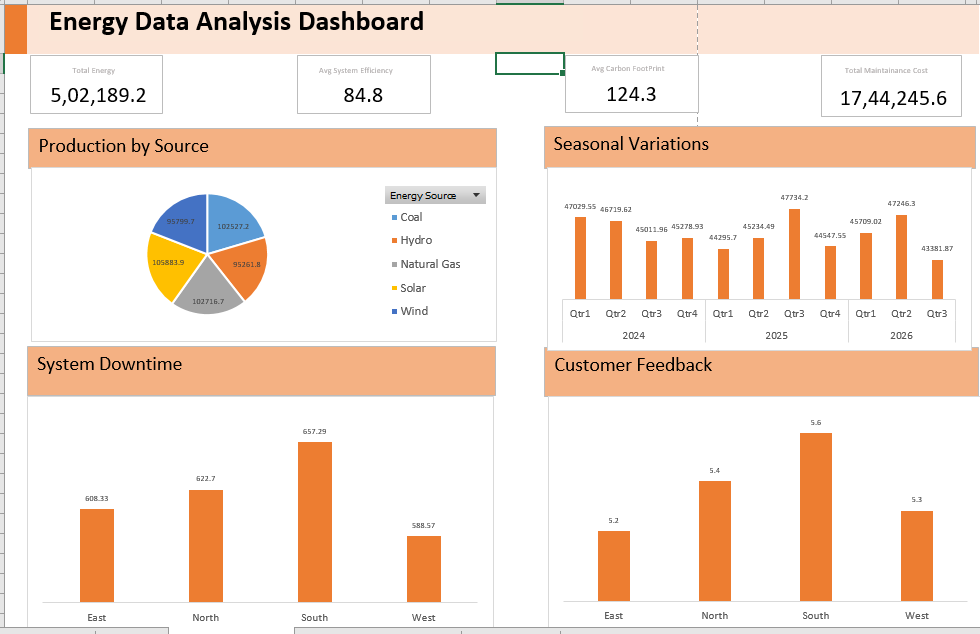 Energy Data Analysis Dashboard
Total Energy
5,02,189.2
Avg System Efficiency
84.8
Avg Carbon FootPrint
124.3
Total Maintainance Cost
17,44,245.6
Production by Source
Energy Source
Coal
Hydro
Natural Gas
Solar
Wind
95799.7
102527.2
105883.9
95261.8
102716.7
Seasonal Variations
47029.55 46719.62 45011.96 45278.93 44295.7 45234.49 47734.2 44547.55 45709.02 47246.3 43381.87
Qtr1 Qtr2 Qtr3 Qtr4 Qtr1 Qtr2 Qtr3 Qtr4 Qtr1 Qtr2 Qtr3
2024 2025 2026
System Downtime
608.33 622.7 657.29 588.57
East North South West
Customer Feedback
5.2 5.4 5.6 5.3
East North South West